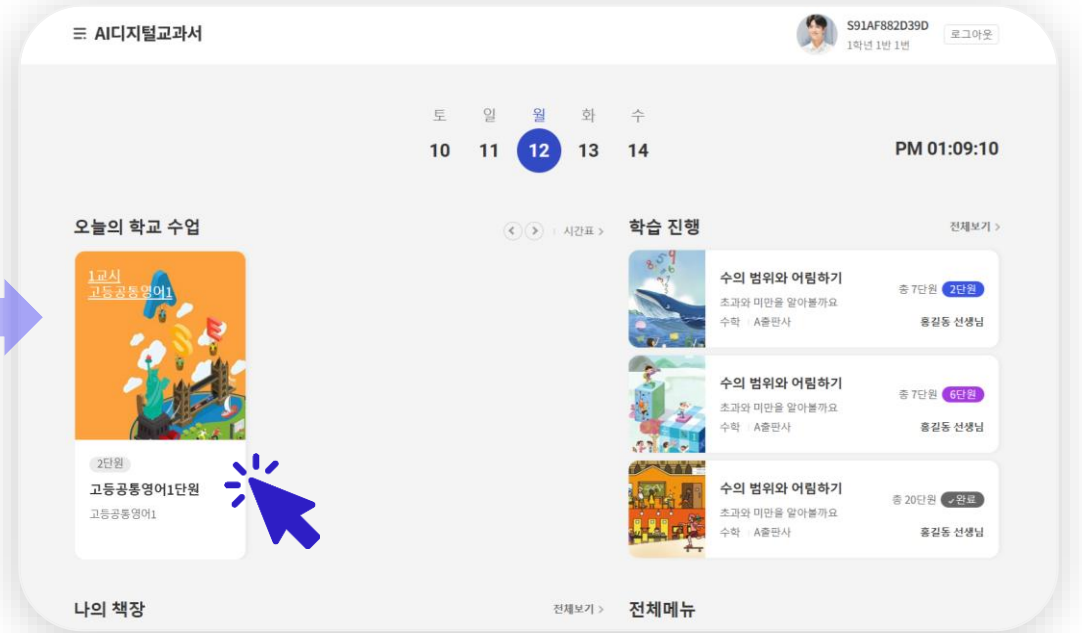 ☰ AI디지털교과서
S91AF882D39D
1학년 1반 1번
로그아웃
토 일 월 화 수
10 11 12 13 14
PM 01:09:10
오늘의 학교 수업
시간표 >
1교시
고등공통영어1
2단원
고등공통영어1단원
고등공통영어1
학습 진행
전체보기 >
수의 범위와 어림하기
초과와 미만을 알아볼까요
수학 | A출판사
총 7단원 2단원
홍길동 선생님
수의 범위와 어림하기
초과와 미만을 알아볼까요
수학 | A출판사
총 7단원 6단원
홍길동 선생님
수의 범위와 어림하기
초과와 미만을 알아볼까요
수학 | A출판사
총 20단원 ✓완료
홍길동 선생님
나의 책장
전체보기 >
전체메뉴